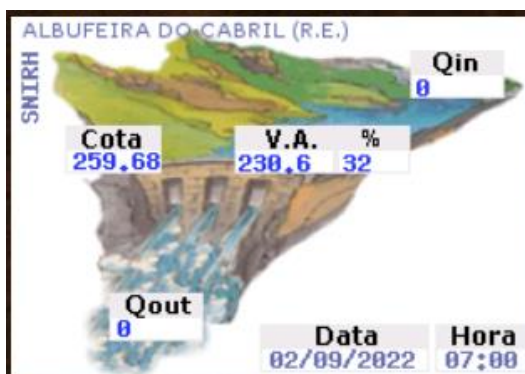 ALBUFEIRA DO CABRIL (R.E.)
SNIRH
Qin
0
Cota
259.68
V.A. %
230.6 32
Qout
0
Data Hora
02/09/2022 07:00